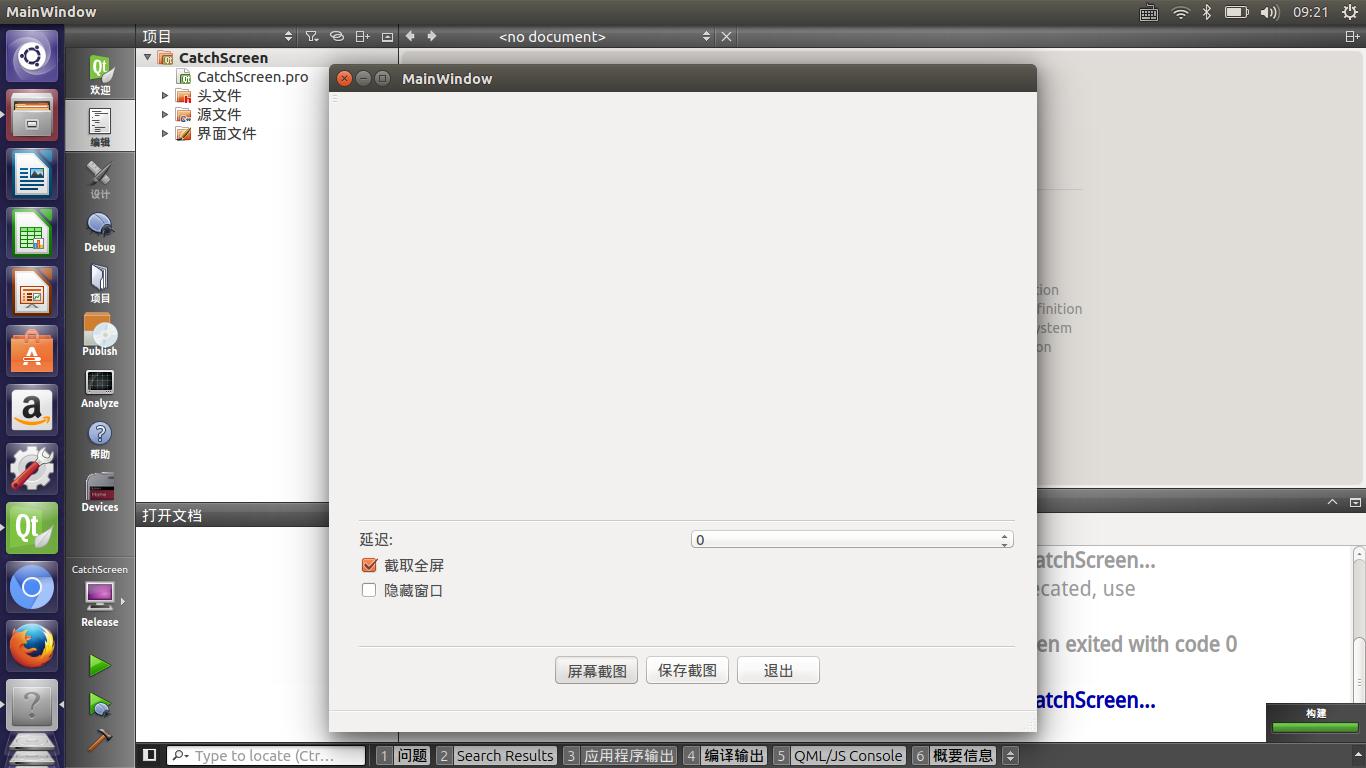 MainWindow
09:21
项目
<no document>
欢迎
编辑
设计
Debug
项目
Publish
Analyze
帮助
Devices
CatchScreen
Release
CatchScreen
CatchScreen.pro
头文件
源文件
界面文件
打开文档
MainWindow
延迟:
0
截取全屏
隐藏窗口
屏幕截图
保存截图
退出
tion
finition
ystem
on
atchScreen...
ecated, use
en exited with code 0
atchScreen...
构建
Type to locate (Ctr...
1 问题
2 Search Results
3 应用程序输出
4 编译输出
5 QML/JS Console
6 概要信息